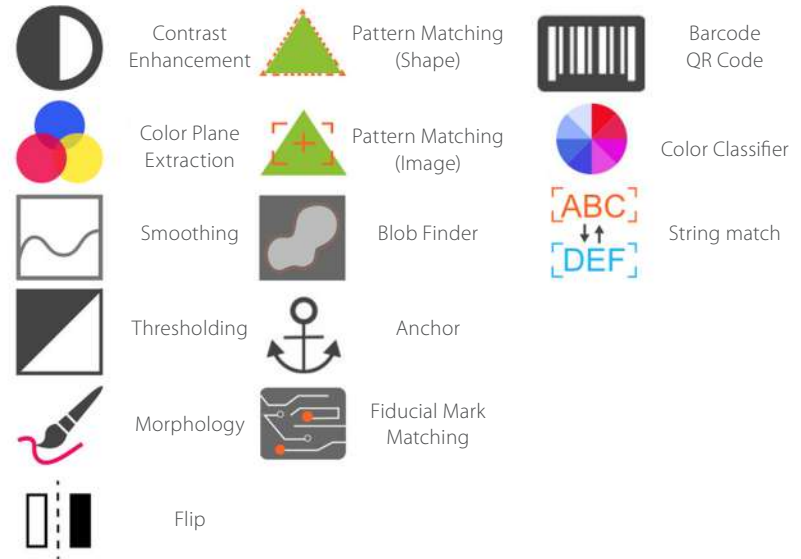 Contrast
Enhancement
Pattern Matching
(Shape)
Barcode
QR Code
Color Plane
Extraction
Pattern Matching
(Image)
Color Classifier
Smoothing
Blob Finder
ABC
DEF
String match
Thresholding
Anchor
Morphology
Fiducial Mark
Matching
Flip